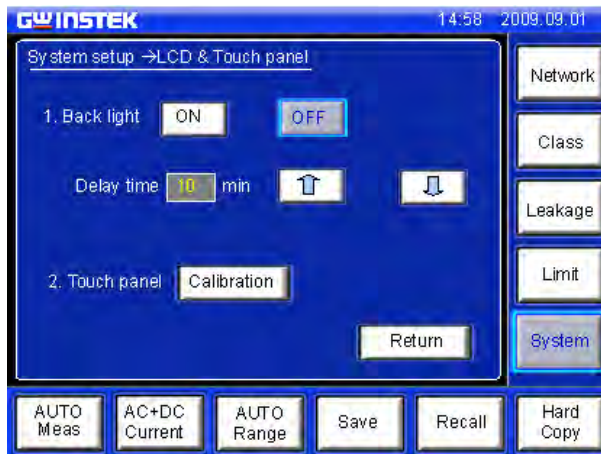 GWINSTEK 14:58 2009.09.01
System setup →LCD & Touch panel
Network
1. Back light ON OFF
Class
Delay time 10 min
Leakage
2. Touch panel Calibration
Limit
Return
System
AUTO Meas
AC+DC Current
AUTO Range
Save
Recall
Hard Copy